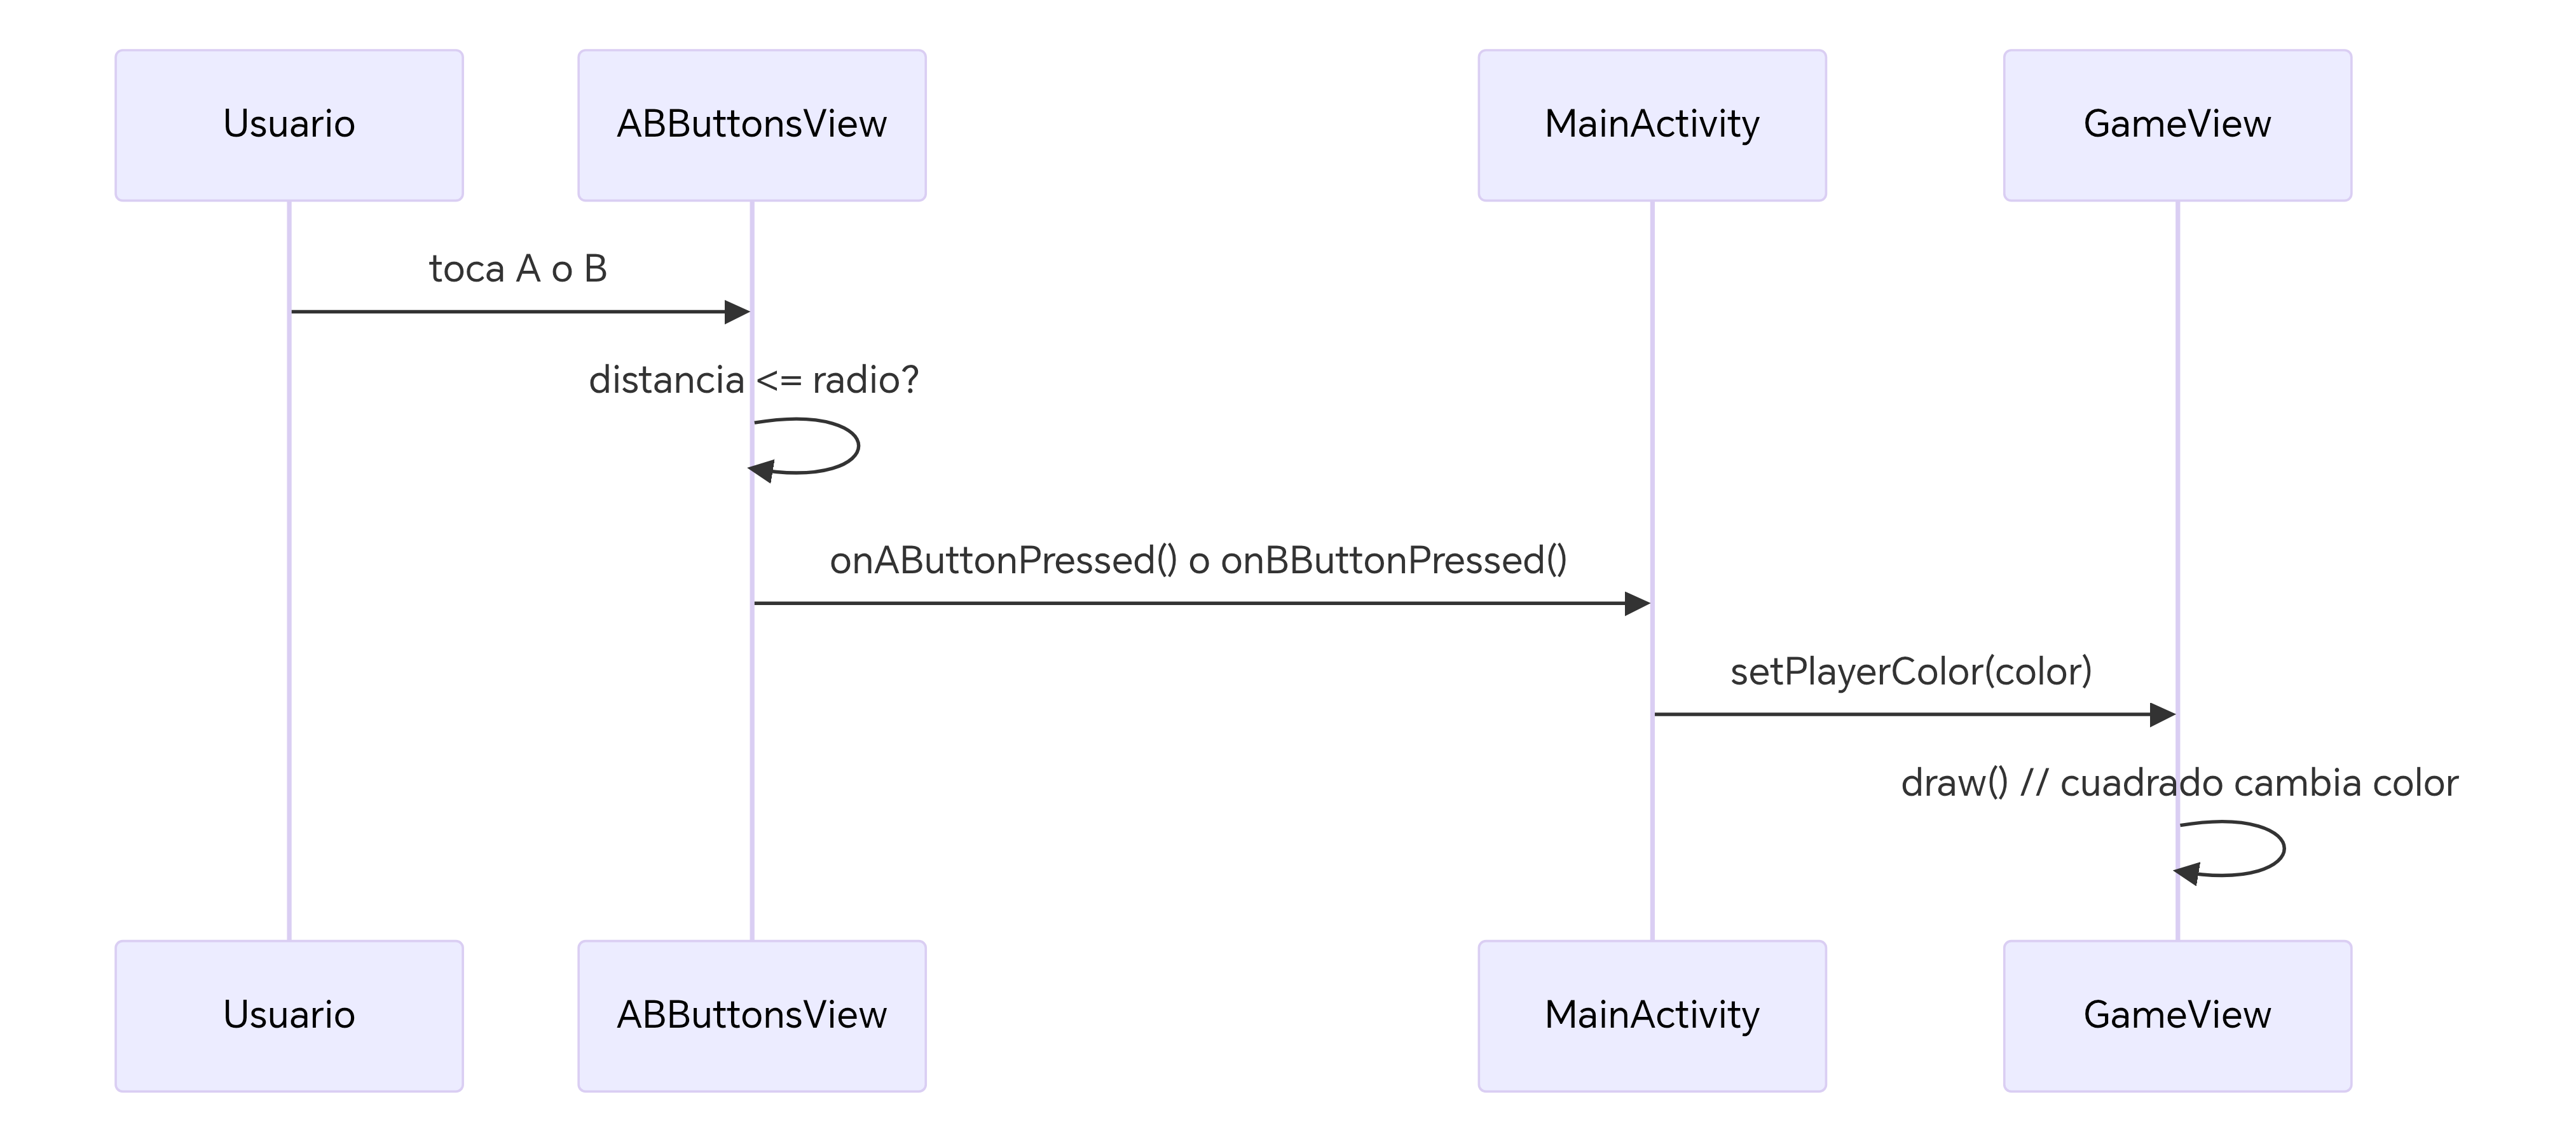 Usuario
ABButtonsView
MainActivity
GameView
toca A o B
distancia <= radio?
onAButtonPressed() o onBButtonPressed()
setPlayerColor(color)
draw() // cuadrado cambia color
Usuario
ABButtonsView
MainActivity
GameView